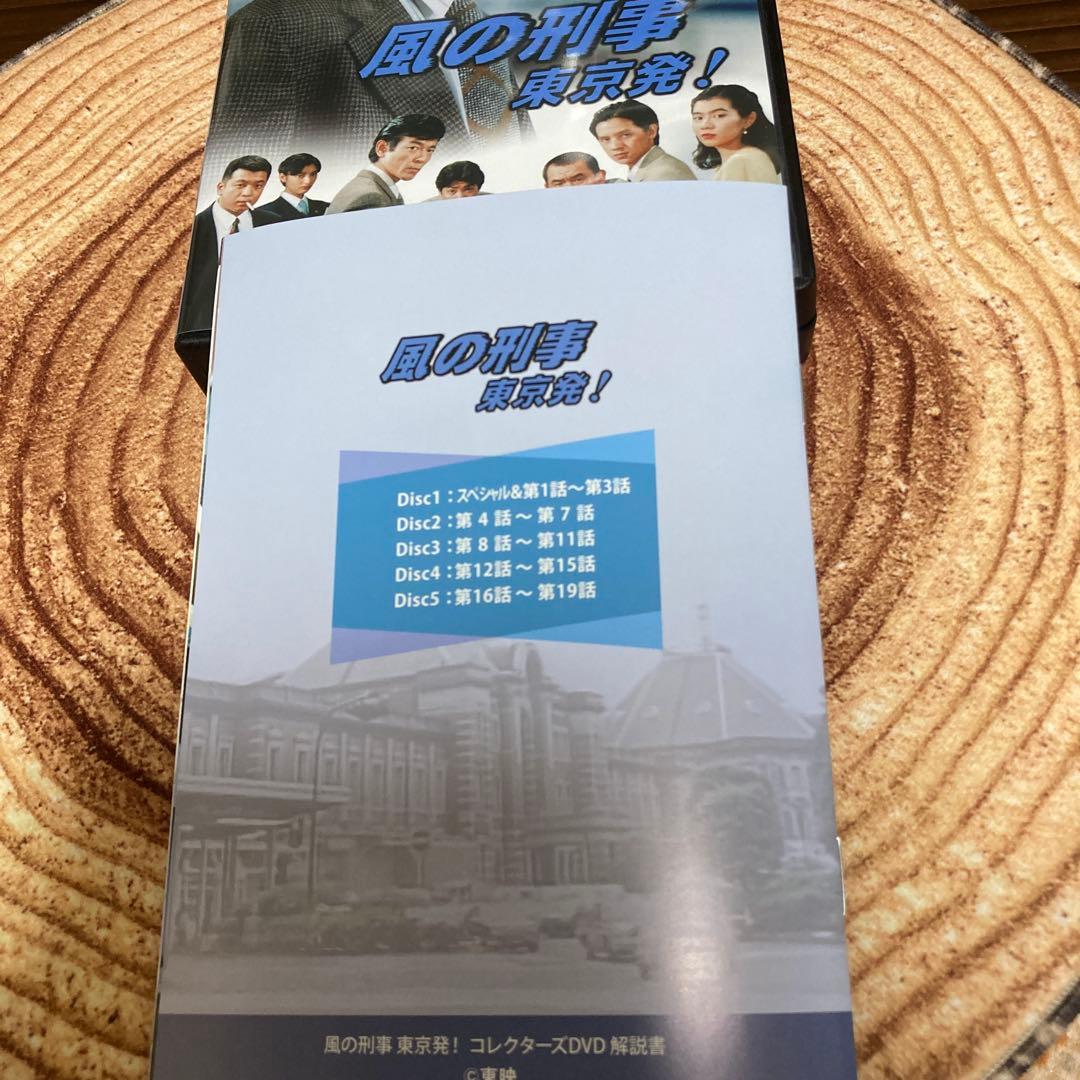 風の刑事
東京発!
風の刑事
東京発!
Disc1：スペシャル&第1話～第3話
Disc2：第 4 話 ～ 第 7 話
Disc3：第 8 話 ～ 第11話
Disc4：第12話 ～ 第15話
Disc5：第16話 ～ 第19話
風の刑事 東京発! コレクターズDVD 解説書
©東映